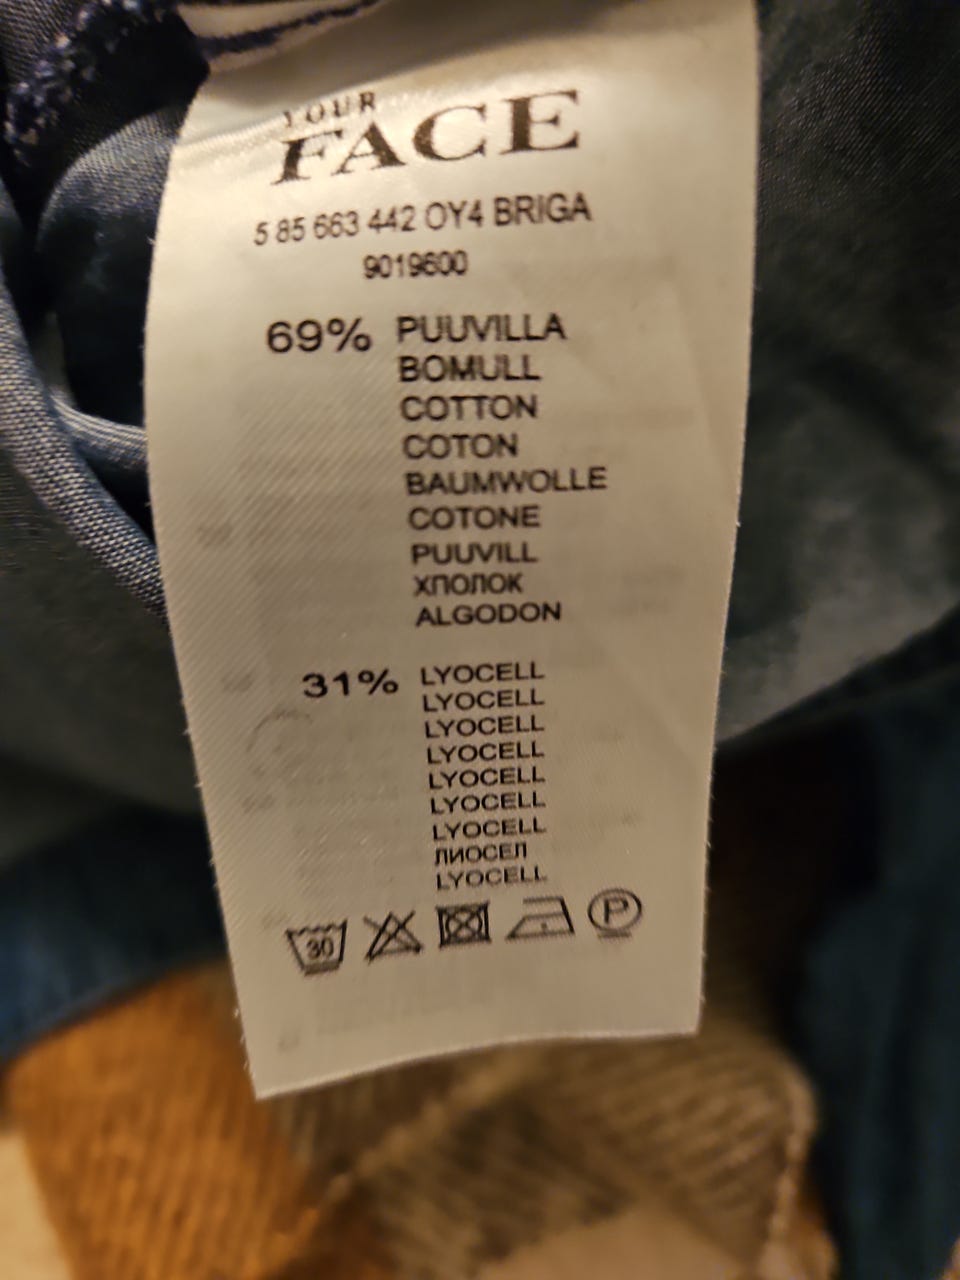 YOUR
FACE
5 85 663 442 OY4 BRIGA
9019600
69% PUUVILLA
BOMULL
COTTON
COTON
BAUMWOLLE
COTONE
PUUVILL
ХПОПОК
ALGODON
31% LYOCELL
LYOCELL
LYOCELL
LYOCELL
LYOCELL
LYOCELL
LYOCELL
ЛИОСЕЛ
LYOCELL
30 P